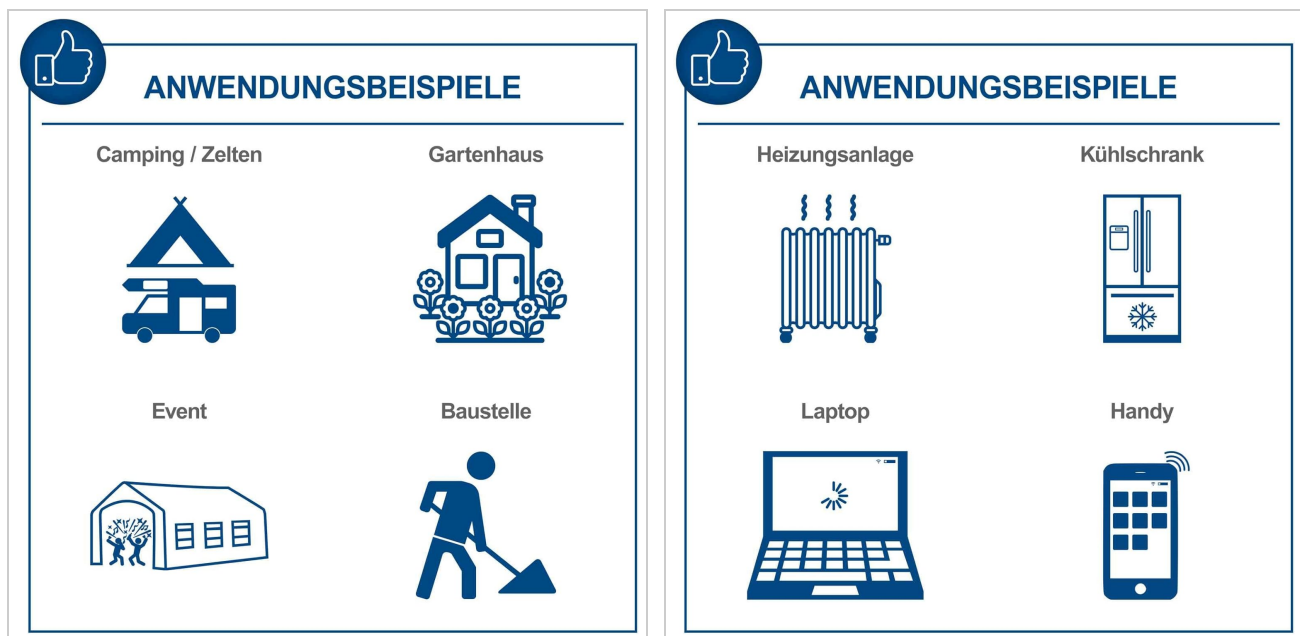 ANWENDUNGSBEISPIELE
Camping / Zelten
Gartenhaus
Event
Baustelle
ANWENDUNGSBEISPIELE
Heizungsanlage
Kühlschrank
Laptop
Handy